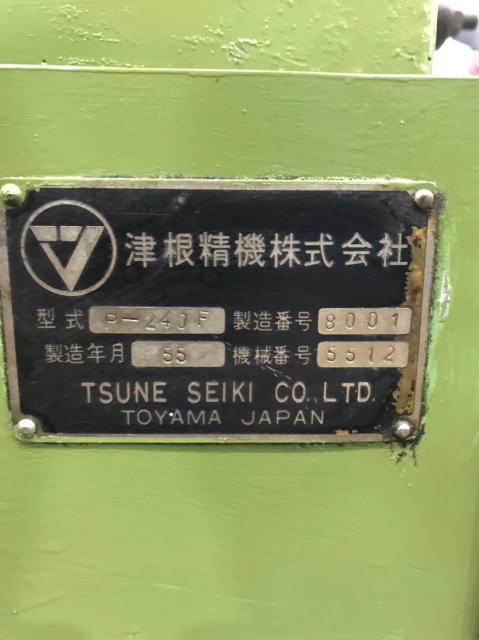 津根精機株式会社
型式 P-240F 製造番号 8001
製造年月 55 機械番号 5512
TSUNE SEIKI CO.,LTD.
TOYAMA JAPAN